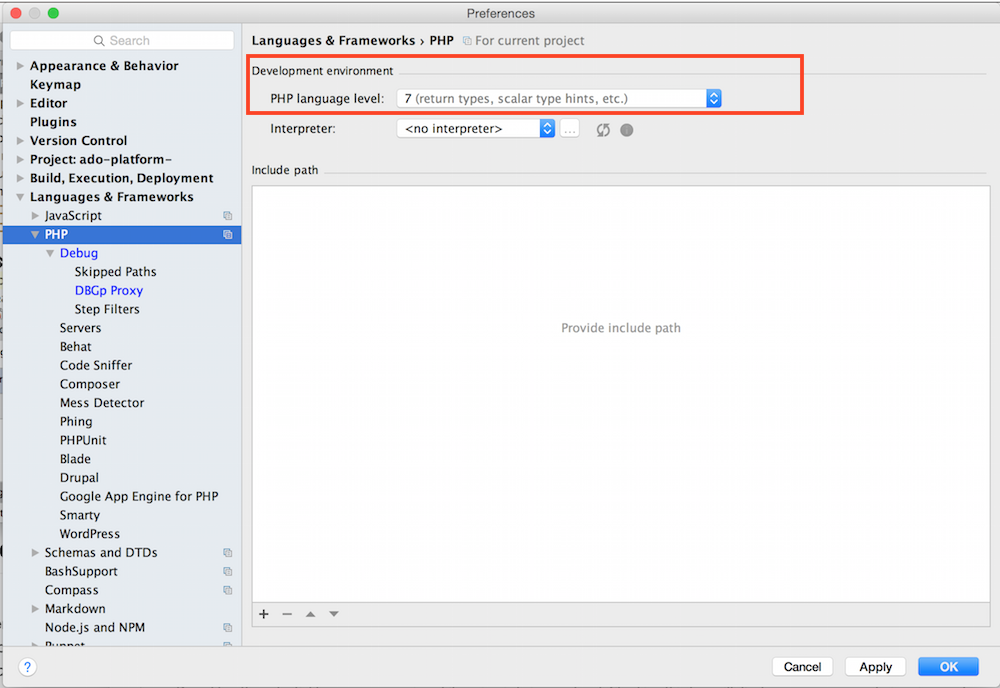 Preferences
Search
Languages & Frameworks › PHP For current project
Appearance & Behavior
Keymap
Editor
Plugins
Version Control
Project: ado-platform-
Build, Execution, Deployment
Languages & Frameworks
JavaScript
PHP
Debug
Skipped Paths
DBGp Proxy
Step Filters
Servers
Behat
Code Sniffer
Composer
Mess Detector
Phing
PHPUnit
Blade
Drupal
Google App Engine for PHP
Smarty
WordPress
Schemas and DTDs
BashSupport
Compass
Markdown
Node.js and NPM
Puppet
Development environment
PHP language level: 7 (return types, scalar type hints, etc.)
Interpreter: <no interpreter> ...
Include path
Provide include path
? Cancel Apply OK